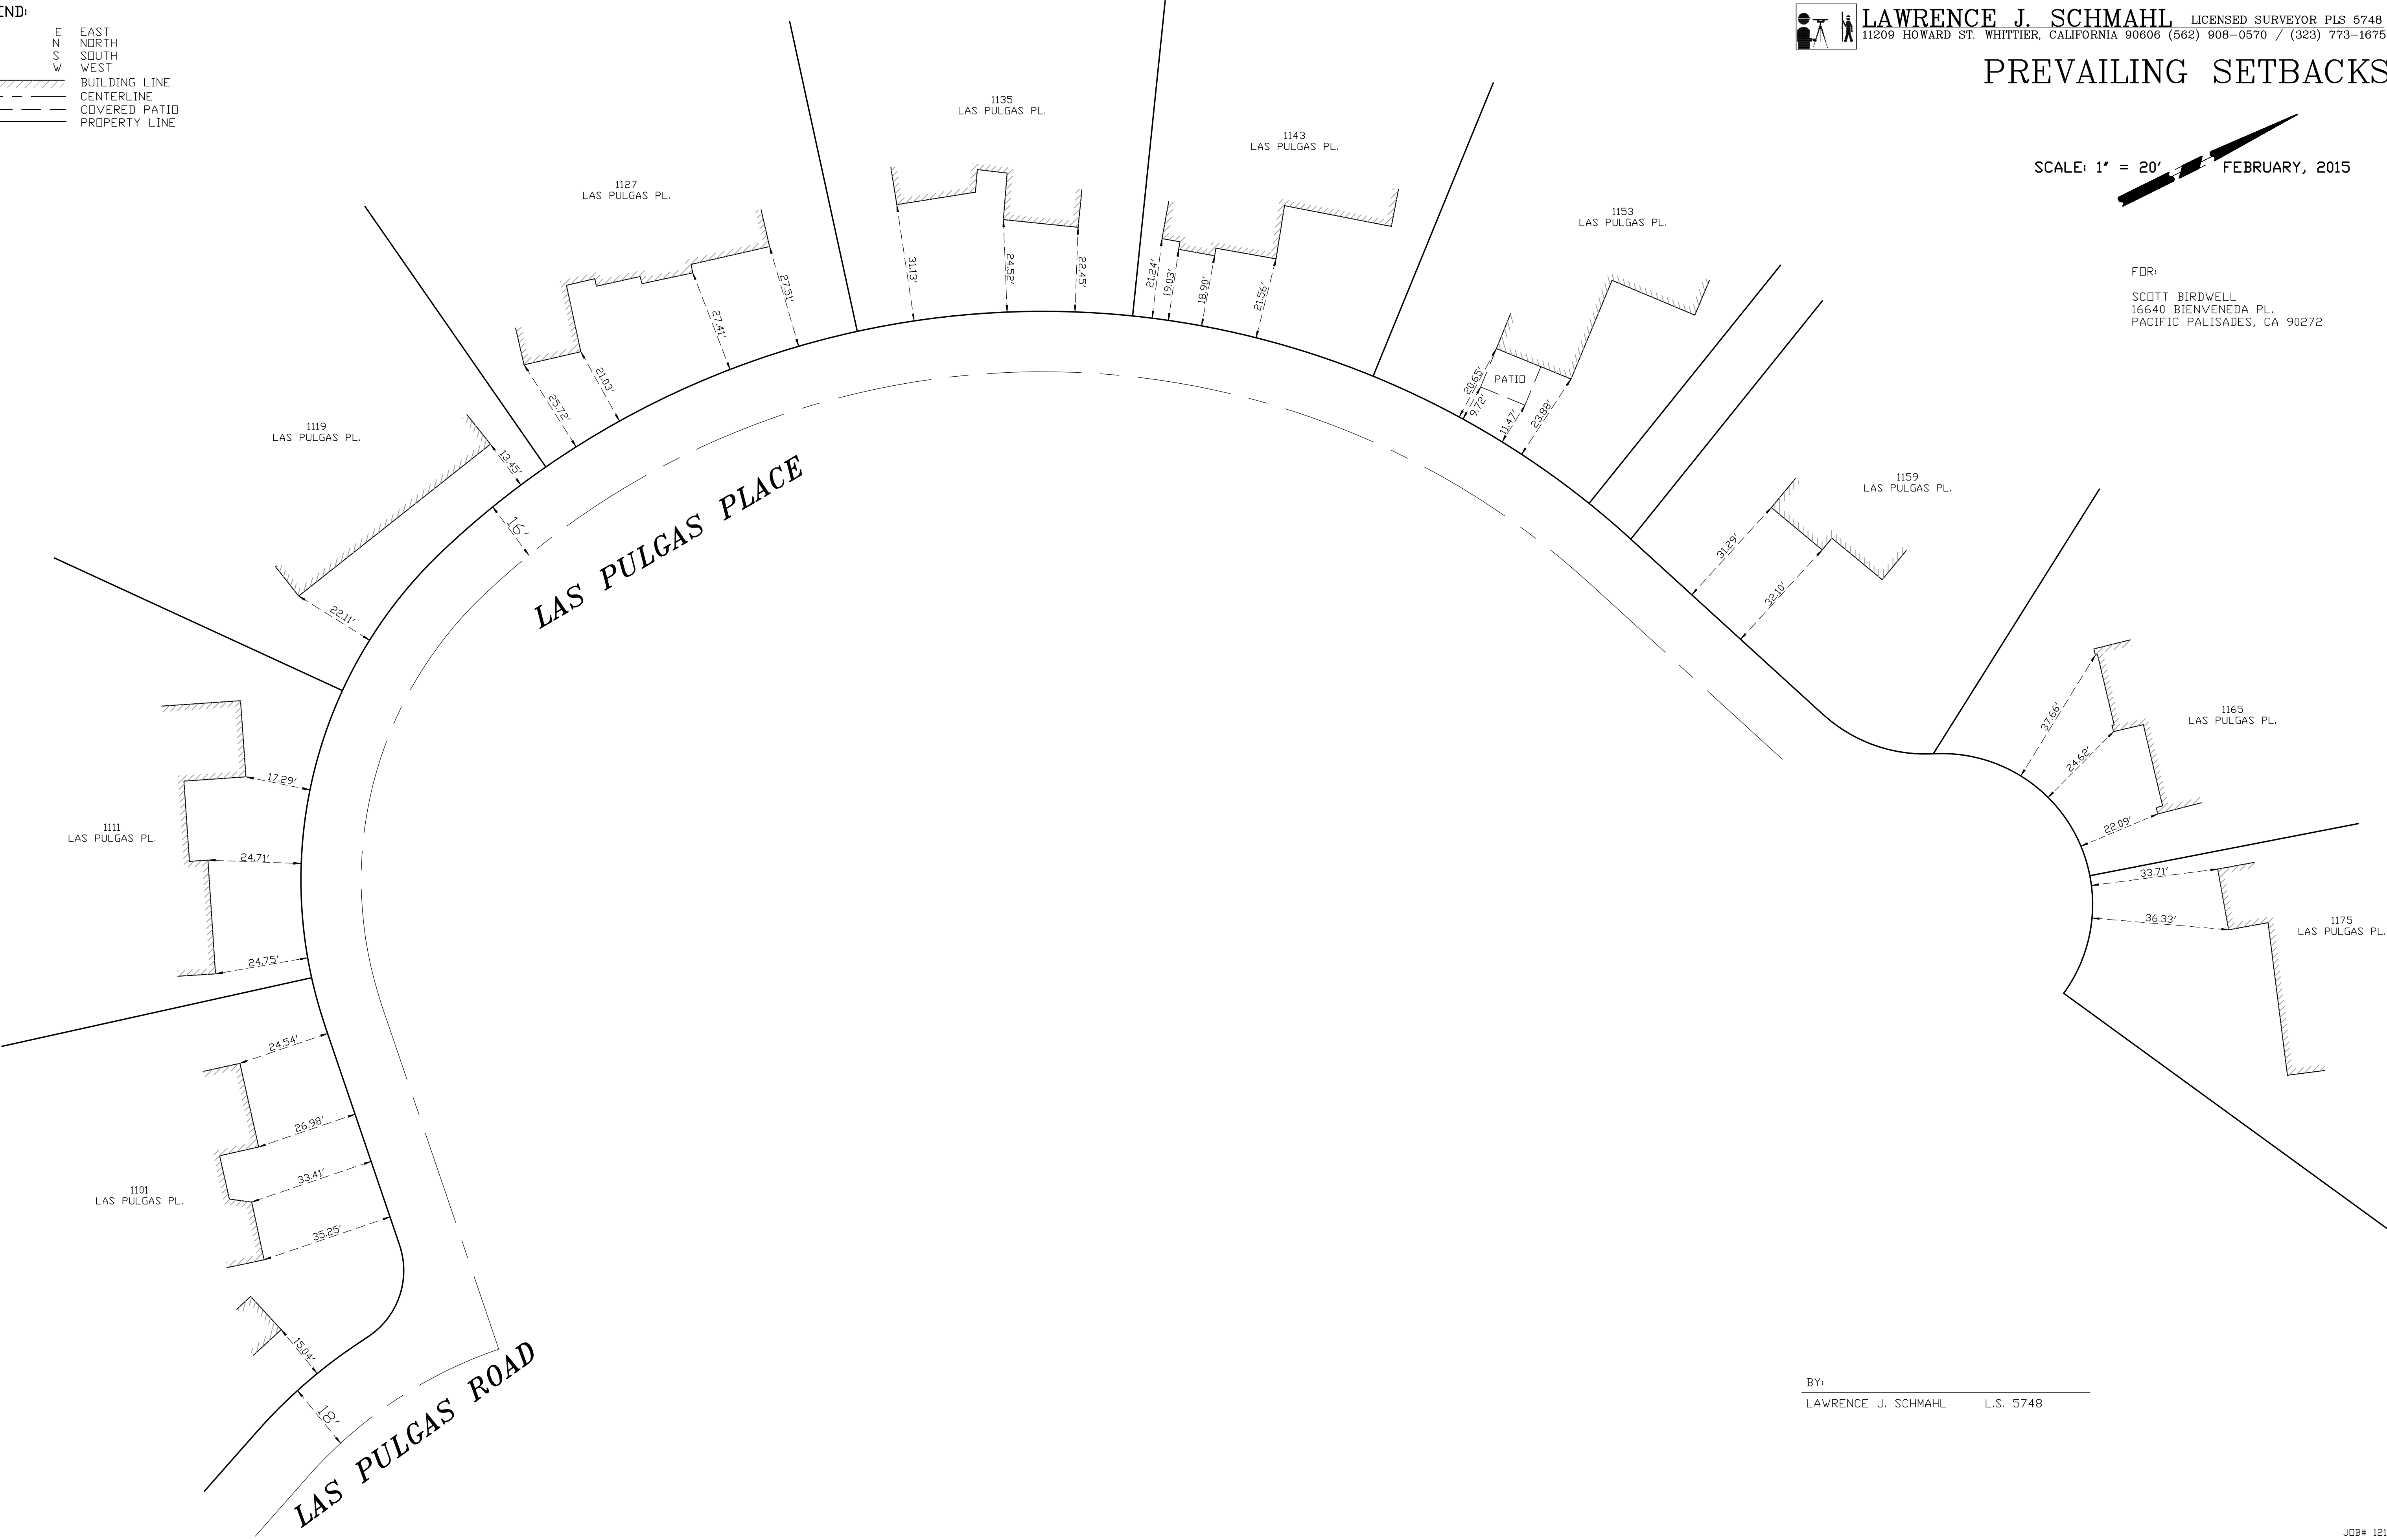 E EAST
N NORTH
S SOUTH
W WEST
BUILDING LINE
CENTERLINE
COVERED PATIO
PROPERTY LINE
LAWRENCE J. SCHMAHL LICENSED SURVEYOR PLS 5748
11209 HOWARD ST. WHITTIER, CALIFORNIA 90606 (562) 908-0570 / (323) 773-1675
PREVAILING SETBACKS
SCALE: 1" = 20' FEBRUARY, 2015
FOR:
SCOTT BIRDWELL
16640 BIENVENEDA PL.
PACIFIC PALISADES, CA 90272
1135
LAS PULGAS PL.
31.13'
24.52'
22.45'
1143
LAS PULGAS PL.
21.24'
19.03'
18.90'
21.56'
1127
LAS PULGAS PL.
25.72'
21.03'
27.41'
27.51'
1153
LAS PULGAS PL.
PATIO
20.65'
9.72'
11.47'
23.88'
1119
LAS PULGAS PL.
13.45'
22.11'
16'
LAS PULGAS PLACE
1159
LAS PULGAS PL.
31.29'
32.10'
1165
LAS PULGAS PL.
37.66'
24.62'
22.09'
1111
LAS PULGAS PL.
17.29'
24.71'
24.75'
1175
LAS PULGAS PL.
33.71'
36.33'
1101
LAS PULGAS PL.
24.54'
26.98'
33.41'
35.25'
15.04'
18'
LAS PULGAS ROAD
BY:
LAWRENCE J. SCHMAHL L.S. 5748
JOB#